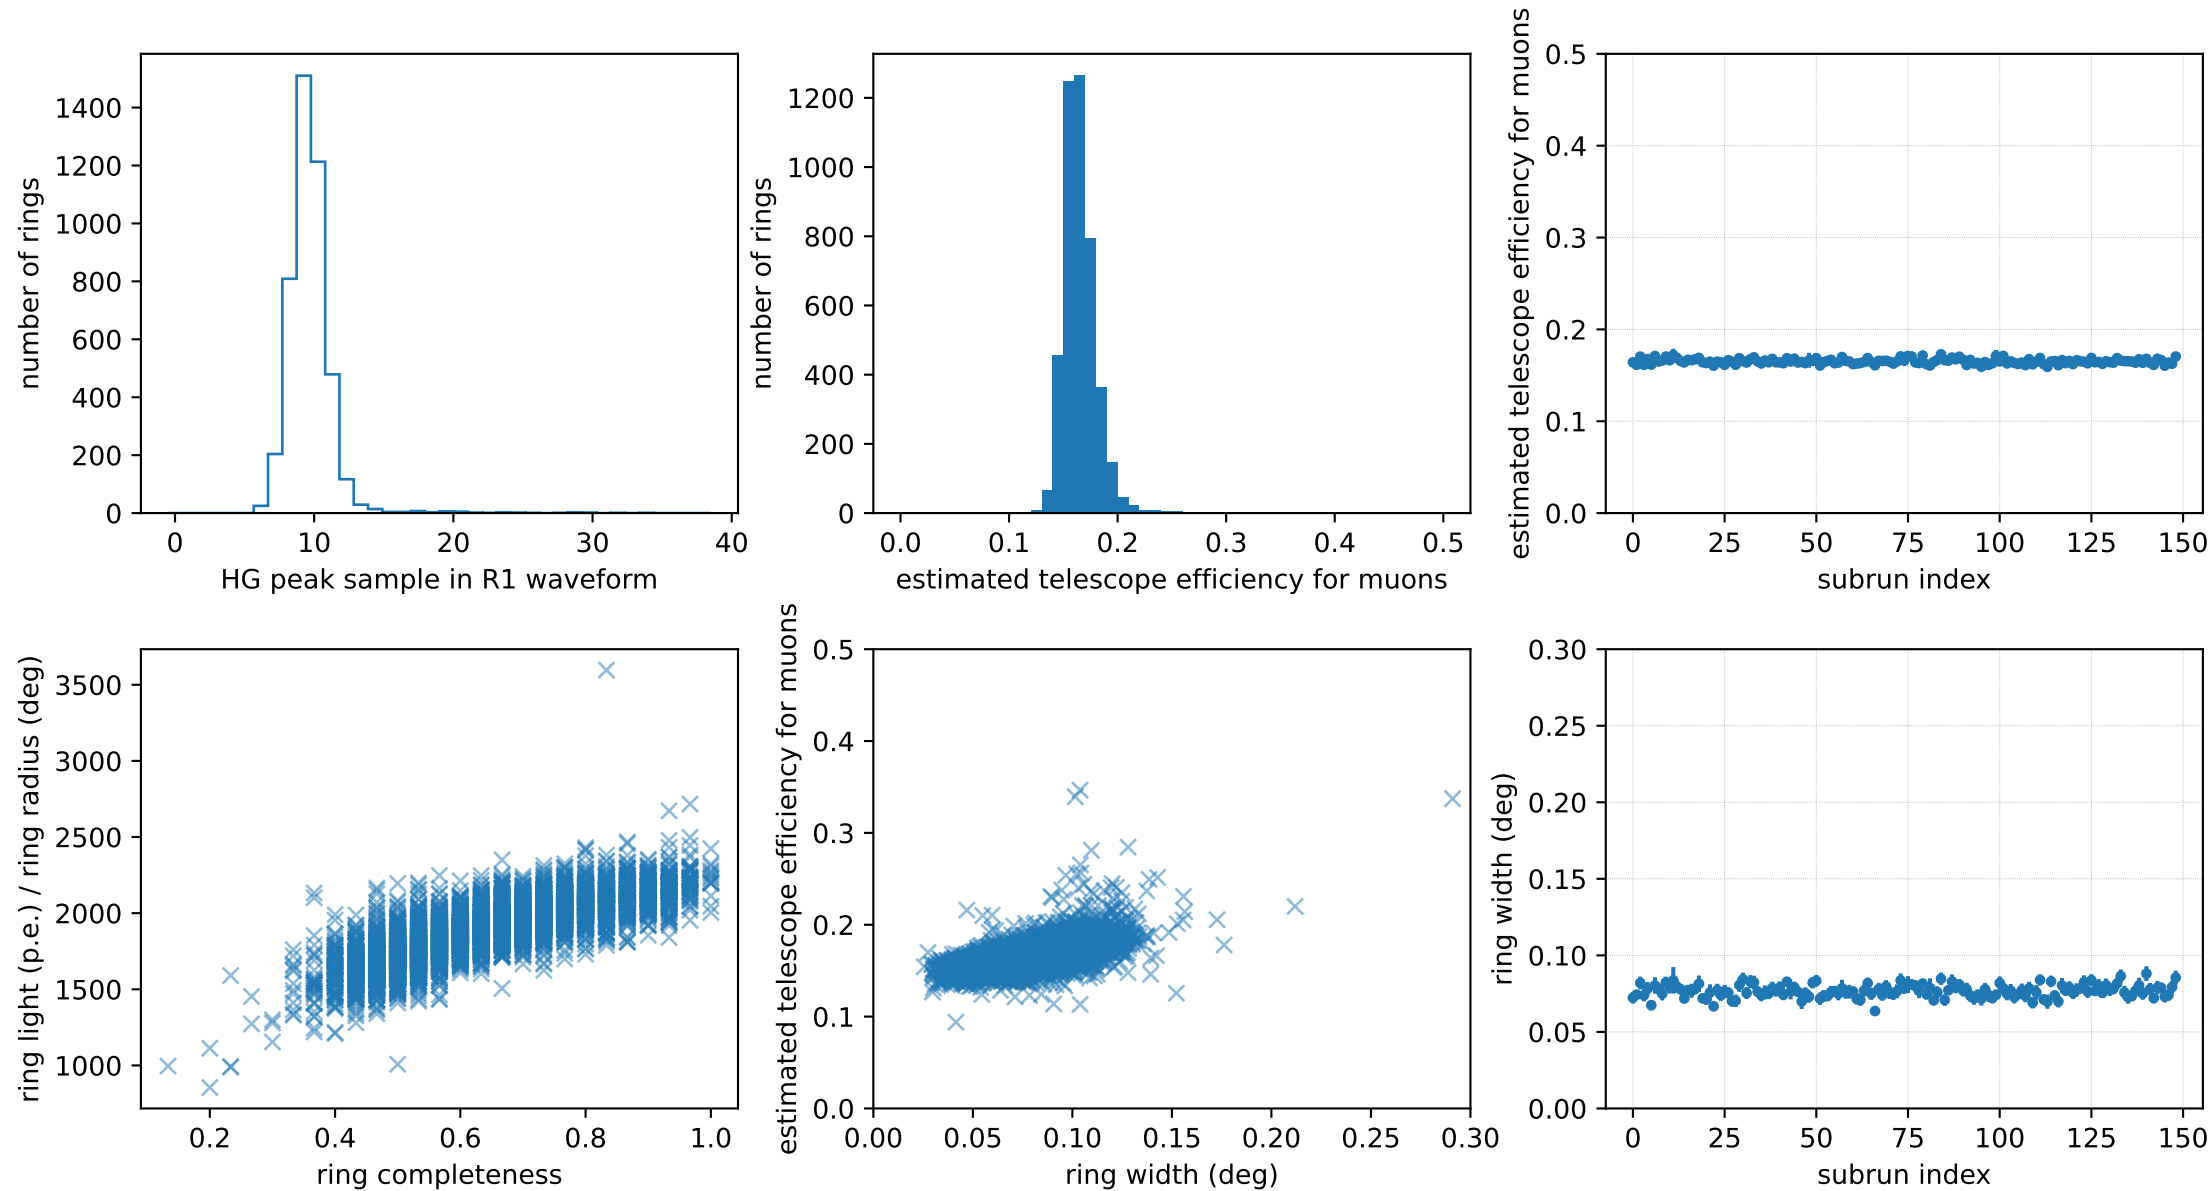 number of rings
1400
1200
1000
800
600
400
200
0
0 10 20 30 40
HG peak sample in R1 waveform
number of rings
1200
1000
800
600
400
200
0
0.0 0.1 0.2 0.3 0.4 0.5
estimated telescope efficiency for muons
estimated telescope efficiency for muons
0.5
0.4
0.3
0.2
0.1
0.0
0 25 50 75 100 125 150
subrun index
ring light (p.e.) / ring radius (deg)
3500
3000
2500
2000
1500
1000
0.2 0.4 0.6 0.8 1.0
ring completeness
estimated telescope efficiency for muons
0.5
0.4
0.3
0.2
0.1
0.0
0.00 0.05 0.10 0.15 0.20 0.25 0.30
ring width (deg)
ring width (deg)
0.30
0.25
0.20
0.15
0.10
0.05
0.00
0 25 50 75 100 125 150
subrun index